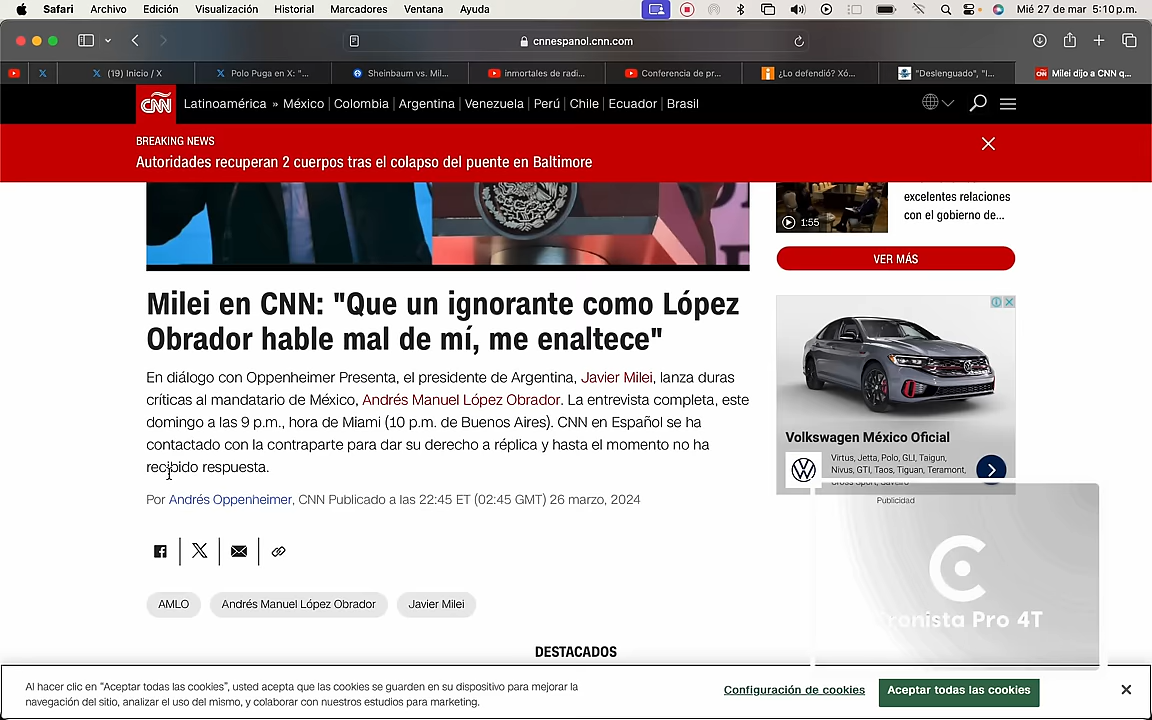 Safari Archivo Edición Visualización Historial Marcadores Ventana Ayuda Mié 27 de mar 5:10 p.m.
cnnespanol.cnn.com
(19) Inicio / X Polo Puga en X: "... Sheinbaum vs. Mil... inmortales de radi... Conferencia de pr... ¿Lo defendió? Xó... "Deslenguado", "I... CNN Milei dijo a CNN q...
CNN Latinoamérica » México | Colombia | Argentina | Venezuela | Perú | Chile | Ecuador | Brasil
BREAKING NEWS
Autoridades recuperan 2 cuerpos tras el colapso del puente en Baltimore
excelentes relaciones
con el gobierno de...
1:55
VER MÁS
Milei en CNN: "Que un ignorante como López
Obrador hable mal de mí, me enaltece"
En diálogo con Oppenheimer Presenta, el presidente de Argentina, Javier Milei, lanza duras
críticas al mandatario de México, Andrés Manuel López Obrador. La entrevista completa, este
domingo a las 9 p.m., hora de Miami (10 p.m. de Buenos Aires). CNN en Español se ha
contactado con la contraparte para dar su derecho a réplica y hasta el momento no ha
recibido respuesta.
Por Andrés Oppenheimer, CNN Publicado a las 22:45 ET (02:45 GMT) 26 marzo, 2024
Volkswagen México Oficial
Virtus, Jetta, Polo, GLI, Taigun,
Nivus, GTI, Taos, Tiguan, Teramont,
Cross Sport, Saveiro
Publicidad
AMLO Andrés Manuel López Obrador Javier Milei
Cronista Pro 4T
DESTACADOS
Al hacer clic en "Aceptar todas las cookies", usted acepta que las cookies se guarden en su dispositivo para mejorar la
navegación del sitio, analizar el uso del mismo, y colaborar con nuestros estudios para marketing.
Configuración de cookies Aceptar todas las cookies